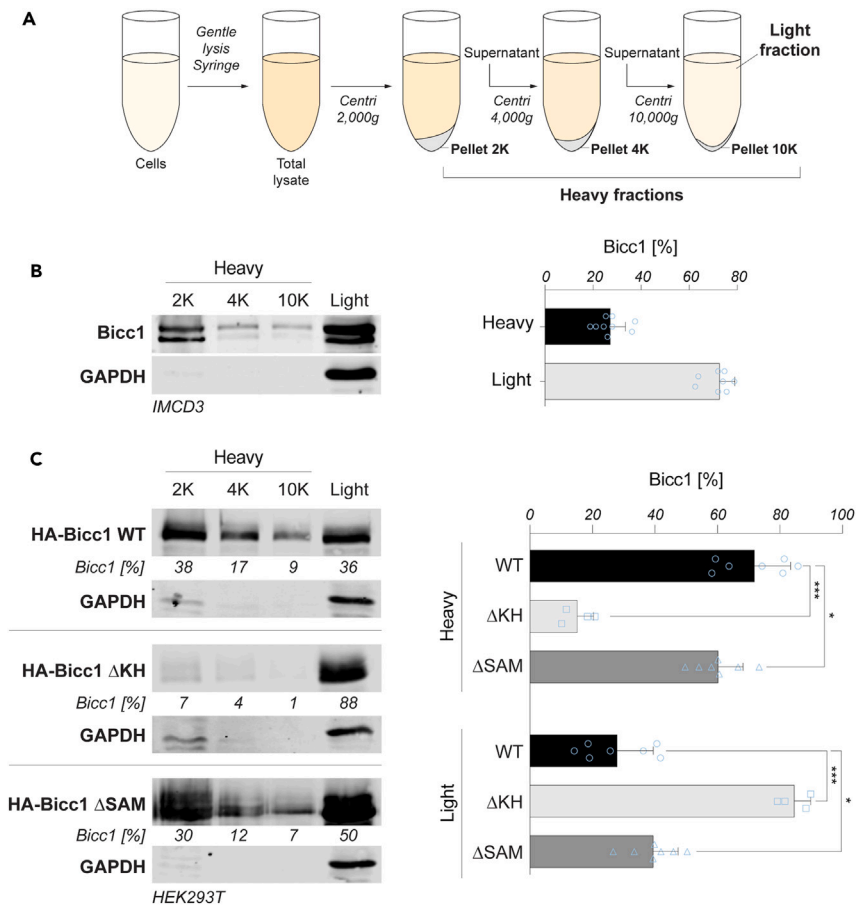 A
Gentle
lysis
Syringe
Centri
2,000g
Supernatant
Centri
4,000g
Supernatant
Centri
10,000g
Light
fraction
Cells
Total
lysate
Pellet 2K
Pellet 4K
Pellet 10K
Heavy fractions
B
Heavy
2K 4K 10K Light
Bicc1
GAPDH
IMCD3
Bicc1 [%]
0 20 40 60 80
Heavy
Light
C
Heavy
2K 4K 10K Light
HA-Bicc1 WT
Bicc1 [%] 38 17 9 36
GAPDH
HA-Bicc1 ΔKH
Bicc1 [%] 7 4 1 88
GAPDH
HA-Bicc1 ΔSAM
Bicc1 [%] 30 12 7 50
GAPDH
HEK293T
Bicc1 [%]
0 20 40 60 80 100
Heavy
WT
ΔKH
ΔSAM
***
*
Light
WT
ΔKH
ΔSAM
***
*